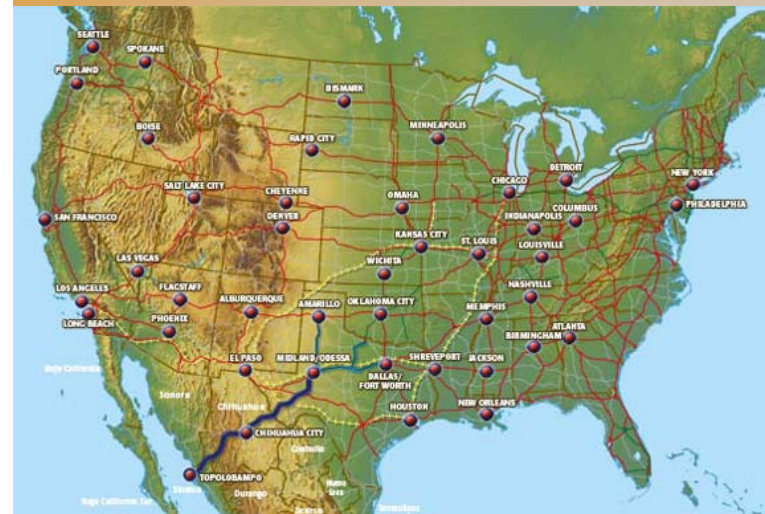 SEATTLE
SPOKANE
PORTLAND
BISMARK
BOISE
RAPID CITY
MINNEAPOLIS
SALT LAKE CITY
CHEYENNE
DENVER
OMAHA
CHICAGO
DETROIT
NEW YORK
PHILADELPHIA
SAN FRANCISCO
INDIANAPOLIS
COLUMBUS
KANSAS CITY
ST. LOUIS
LOUISVILLE
LAS VEGAS
WICHITA
LOS ANGELES
FLAGSTAFF
ALBURQUERQUE
AMARILLO
OKLAHOMA CITY
NASHVILLE
LONG BEACH
PHOENIX
MEMPHIS
BIRMINGHAM
ATLANTA
EL PASO
MIDLAND/ODESSA
DALLAS/
FORT WORTH
SHREVEPORT
JACKSON
Baja California
Sonora
Chihuahua
HOUSTON
NEW ORLEANS
CHIHUAHUA CITY
Coahuila
TOPOLOBAMPO
Sinaloa
Durango
Baja California Sur
Tamaulipas